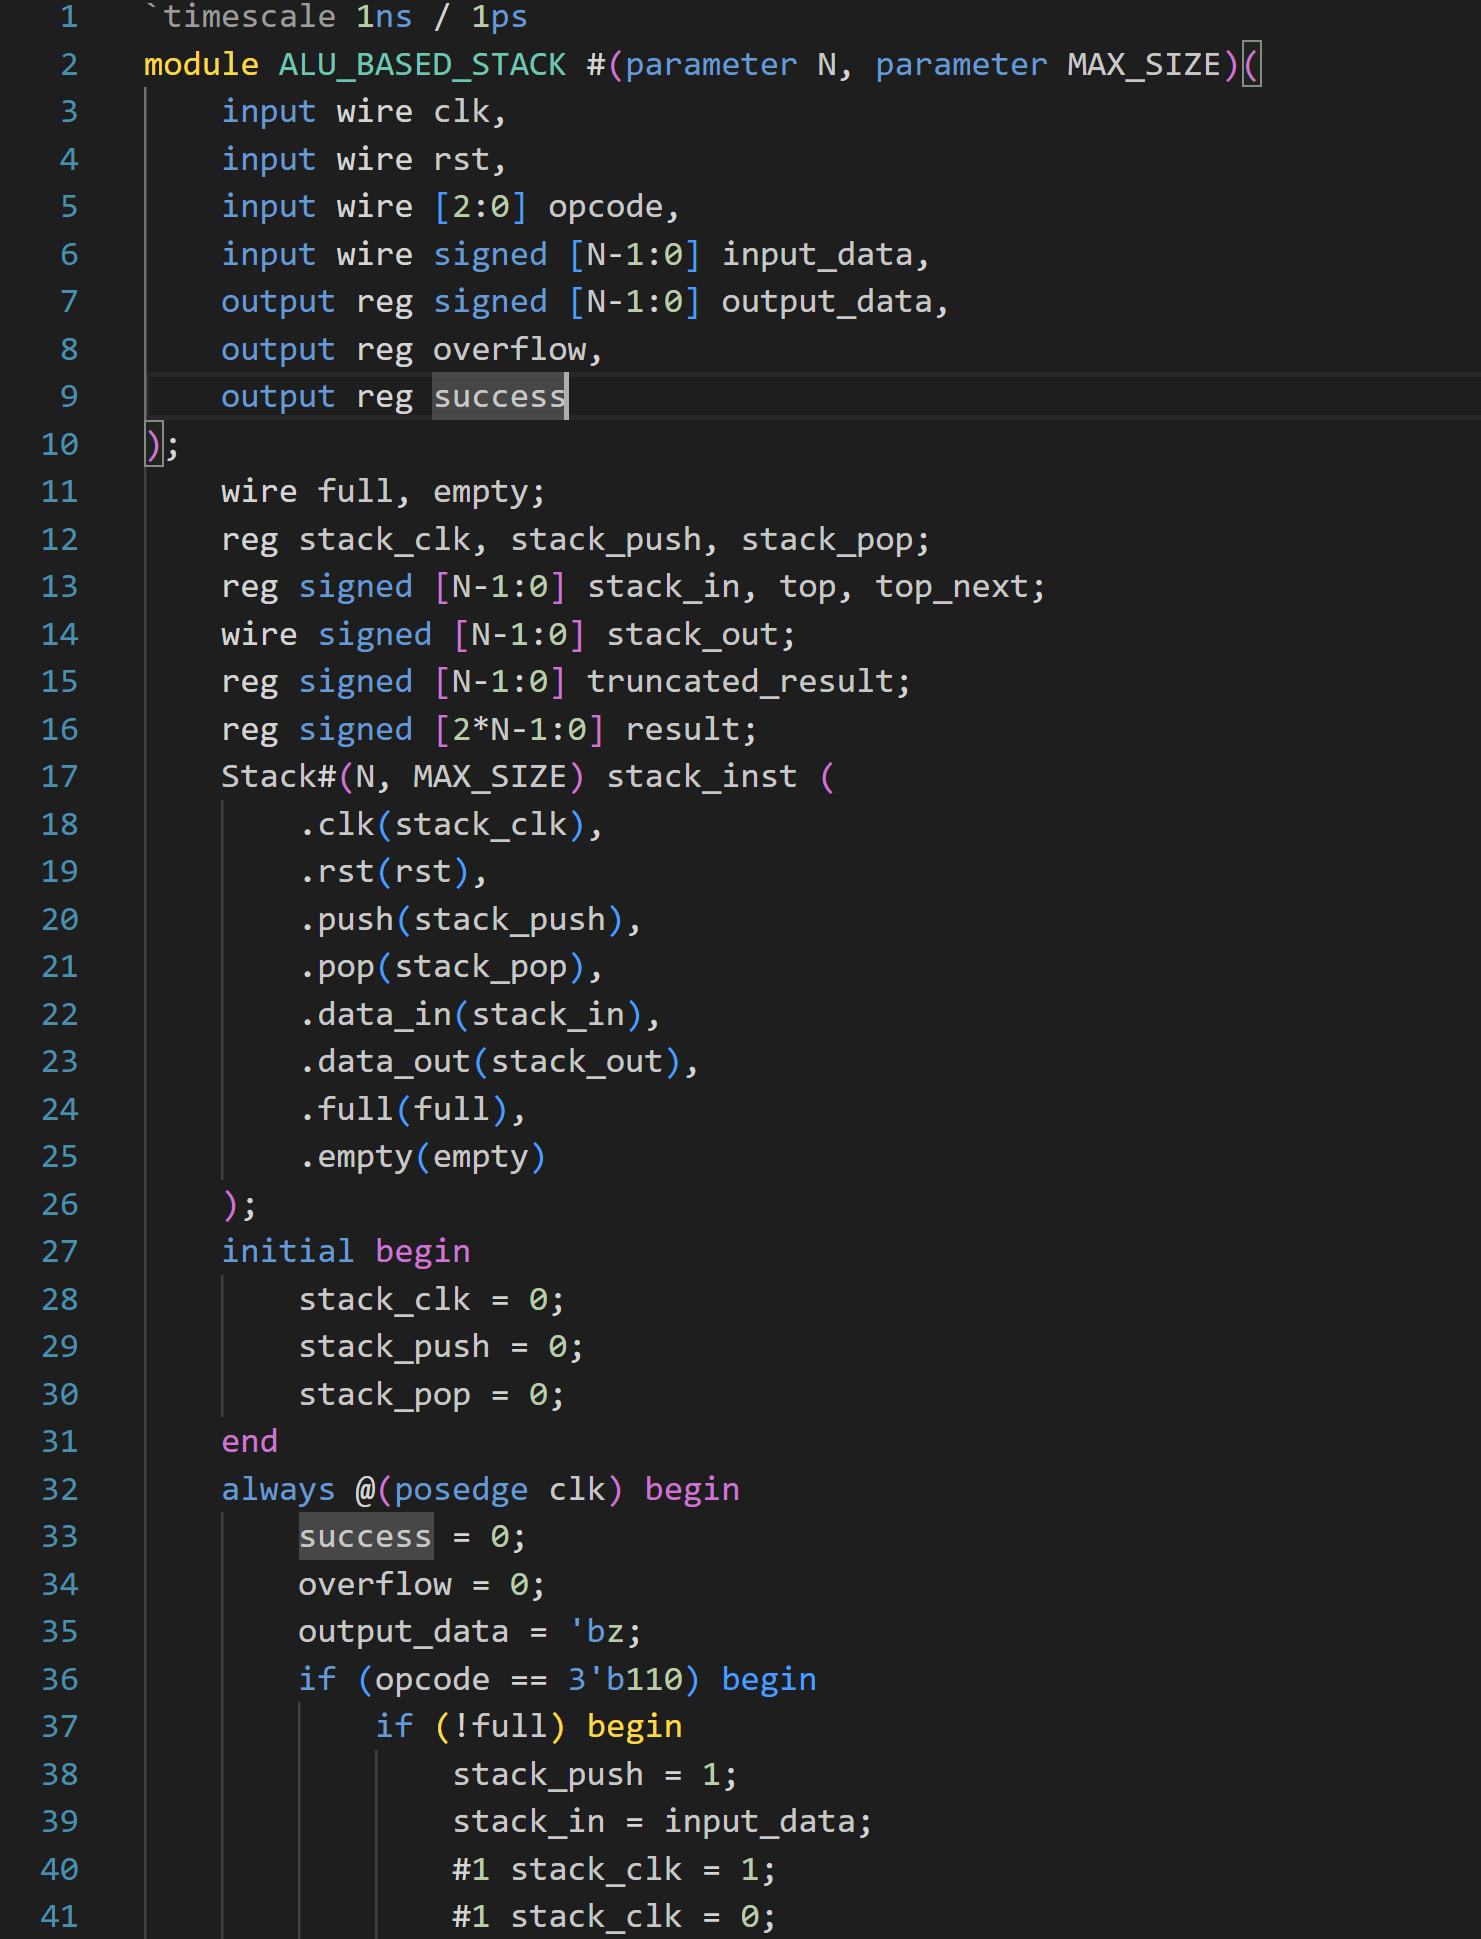 1 `timescale 1ns / 1ps
2 module ALU_BASED_STACK #(parameter N, parameter MAX_SIZE)(
3     input wire clk,
4     input wire rst,
5     input wire [2:0] opcode,
6     input wire signed [N-1:0] input_data,
7     output reg signed [N-1:0] output_data,
8     output reg overflow,
9     output reg success
10 );
11     wire full, empty;
12     reg stack_clk, stack_push, stack_pop;
13     reg signed [N-1:0] stack_in, top, top_next;
14     wire signed [N-1:0] stack_out;
15     reg signed [N-1:0] truncated_result;
16     reg signed [2*N-1:0] result;
17     Stack#(N, MAX_SIZE) stack_inst (
18         .clk(stack_clk),
19         .rst(rst),
20         .push(stack_push),
21         .pop(stack_pop),
22         .data_in(stack_in),
23         .data_out(stack_out),
24         .full(full),
25         .empty(empty)
26     );
27     initial begin
28         stack_clk = 0;
29         stack_push = 0;
30         stack_pop = 0;
31     end
32     always @(posedge clk) begin
33         success = 0;
34         overflow = 0;
35         output_data = 'bz;
36         if (opcode == 3'b110) begin
37             if (!full) begin
38                 stack_push = 1;
39                 stack_in = input_data;
40                 #1 stack_clk = 1;
41                 #1 stack_clk = 0;